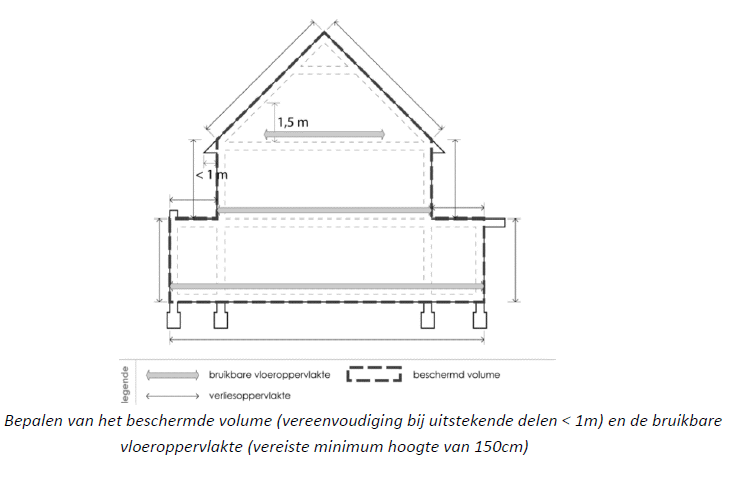 1,5 m
< 1 m
legende
bruikbare vloeroppervlakte
beschermd volume
verliesoppervlakte
Bepalen van het beschermde volume (vereenvoudiging bij uitstekende delen < 1m) en de bruikbare
vloeroppervlakte (vereiste minimum hoogte van 150cm)